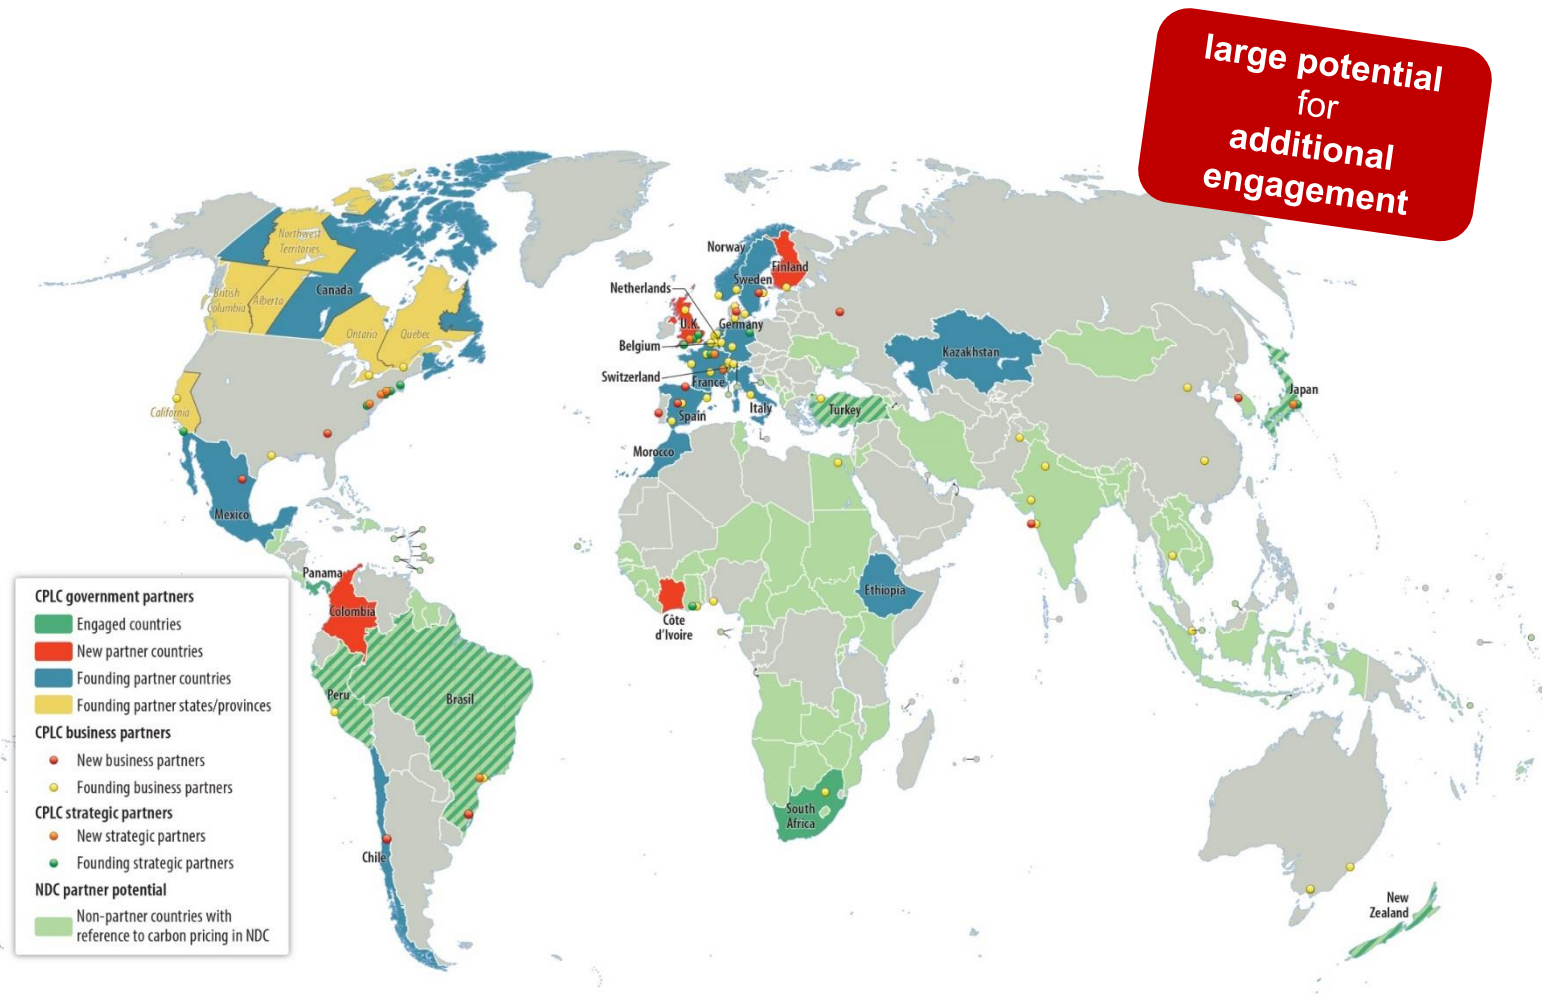 large potential
for
additional
engagement
Northwest
Territories
British
Columbia
Alberta
Canada
Ontario
Quebec
California
Mexico
Panama
Colombia
Peru
Brasil
Chile
Norway
Sweden
Finland
Netherlands
U.K.
Germany
Belgium
Switzerland
France
Spain
Italy
Morocco
Turkey
Kazakhstan
Japan
Ethiopia
Côte
d'Ivoire
South
Africa
New
Zealand
CPLC government partners
Engaged countries
New partner countries
Founding partner countries
Founding partner states/provinces
CPLC business partners
New business partners
Founding business partners
CPLC strategic partners
New strategic partners
Founding strategic partners
NDC partner potential
Non-partner countries with
reference to carbon pricing in NDC